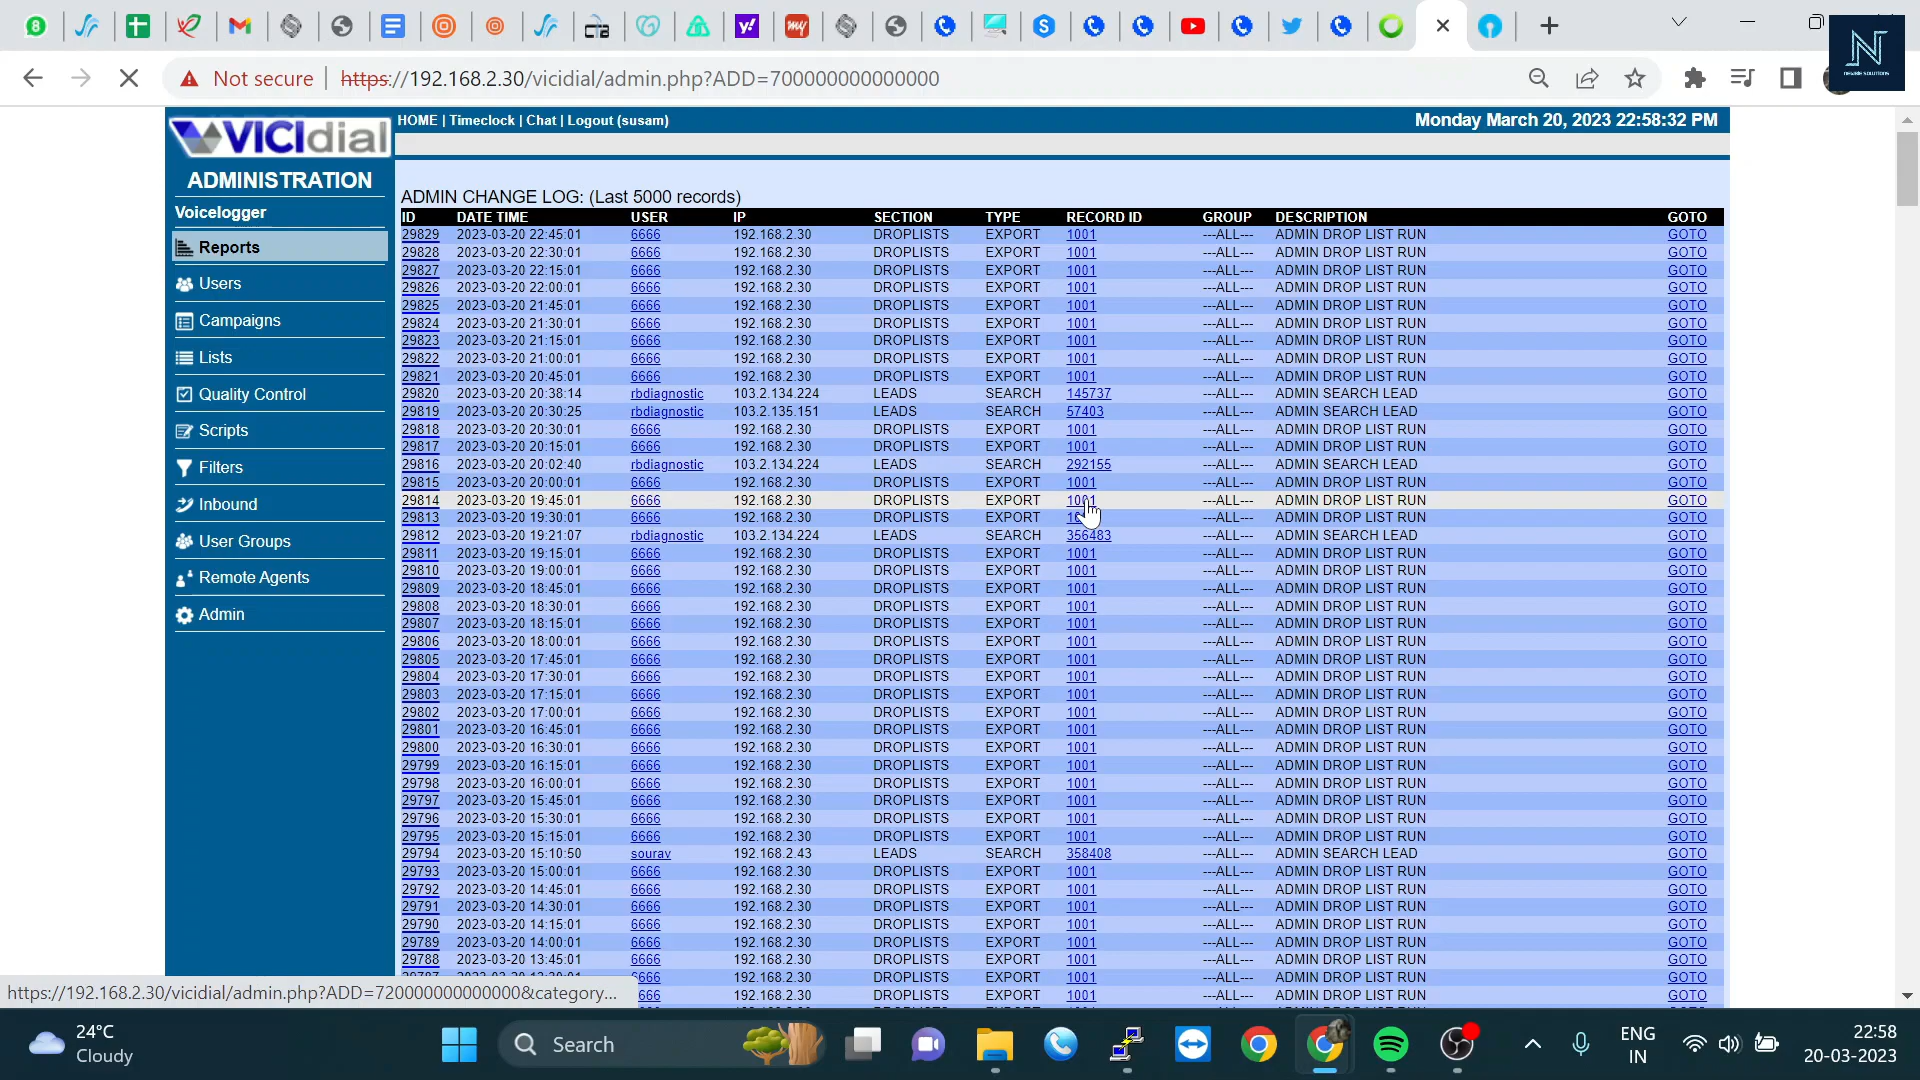 Not secure | https://192.168.2.30/vicidial/admin.php?ADD=700000000000000
VICIdial
HOME | Timeclock | Chat | Logout (susam)
Monday March 20, 2023 22:58:32 PM
ADMINISTRATION
Voicelogger
Reports
Users
Campaigns
Lists
Quality Control
Scripts
Filters
Inbound
User Groups
Remote Agents
Admin
ADMIN CHANGE LOG: (Last 5000 records)
ID DATE TIME USER IP SECTION TYPE RECORD ID GROUP DESCRIPTION GOTO
29829 2023-03-20 22:45:01 6666 192.168.2.30 DROPLISTS EXPORT 1001 ---ALL--- ADMIN DROP LIST RUN GOTO
29828 2023-03-20 22:30:01 6666 192.168.2.30 DROPLISTS EXPORT 1001 ---ALL--- ADMIN DROP LIST RUN GOTO
29827 2023-03-20 22:15:01 6666 192.168.2.30 DROPLISTS EXPORT 1001 ---ALL--- ADMIN DROP LIST RUN GOTO
29826 2023-03-20 22:00:01 6666 192.168.2.30 DROPLISTS EXPORT 1001 ---ALL--- ADMIN DROP LIST RUN GOTO
29825 2023-03-20 21:45:01 6666 192.168.2.30 DROPLISTS EXPORT 1001 ---ALL--- ADMIN DROP LIST RUN GOTO
29824 2023-03-20 21:30:01 6666 192.168.2.30 DROPLISTS EXPORT 1001 ---ALL--- ADMIN DROP LIST RUN GOTO
29823 2023-03-20 21:15:01 6666 192.168.2.30 DROPLISTS EXPORT 1001 ---ALL--- ADMIN DROP LIST RUN GOTO
29822 2023-03-20 21:00:01 6666 192.168.2.30 DROPLISTS EXPORT 1001 ---ALL--- ADMIN DROP LIST RUN GOTO
29821 2023-03-20 20:45:01 6666 192.168.2.30 DROPLISTS EXPORT 1001 ---ALL--- ADMIN DROP LIST RUN GOTO
29820 2023-03-20 20:38:14 rbdiagnostic 103.2.134.224 LEADS SEARCH 145737 ---ALL--- ADMIN SEARCH LEAD GOTO
29819 2023-03-20 20:30:25 rbdiagnostic 103.2.135.151 LEADS SEARCH 57403 ---ALL--- ADMIN SEARCH LEAD GOTO
29818 2023-03-20 20:30:01 6666 192.168.2.30 DROPLISTS EXPORT 1001 ---ALL--- ADMIN DROP LIST RUN GOTO
29817 2023-03-20 20:15:01 6666 192.168.2.30 DROPLISTS EXPORT 1001 ---ALL--- ADMIN DROP LIST RUN GOTO
29816 2023-03-20 20:02:40 rbdiagnostic 103.2.134.224 LEADS SEARCH 292155 ---ALL--- ADMIN SEARCH LEAD GOTO
29815 2023-03-20 20:00:01 6666 192.168.2.30 DROPLISTS EXPORT 1001 ---ALL--- ADMIN DROP LIST RUN GOTO
29814 2023-03-20 19:45:01 6666 192.168.2.30 DROPLISTS EXPORT 1001 ---ALL--- ADMIN DROP LIST RUN GOTO
29813 2023-03-20 19:30:01 6666 192.168.2.30 DROPLISTS EXPORT ---ALL--- ADMIN DROP LIST RUN GOTO
29812 2023-03-20 19:21:07 rbdiagnostic 103.2.134.224 LEADS SEARCH 356483 ---ALL--- ADMIN SEARCH LEAD GOTO
29811 2023-03-20 19:15:01 6666 192.168.2.30 DROPLISTS EXPORT 1001 ---ALL--- ADMIN DROP LIST RUN GOTO
29810 2023-03-20 19:00:01 6666 192.168.2.30 DROPLISTS EXPORT 1001 ---ALL--- ADMIN DROP LIST RUN GOTO
29809 2023-03-20 18:45:01 6666 192.168.2.30 DROPLISTS EXPORT 1001 ---ALL--- ADMIN DROP LIST RUN GOTO
29808 2023-03-20 18:30:01 6666 192.168.2.30 DROPLISTS EXPORT 1001 ---ALL--- ADMIN DROP LIST RUN GOTO
29807 2023-03-20 18:15:01 6666 192.168.2.30 DROPLISTS EXPORT 1001 ---ALL--- ADMIN DROP LIST RUN GOTO
29806 2023-03-20 18:00:01 6666 192.168.2.30 DROPLISTS EXPORT 1001 ---ALL--- ADMIN DROP LIST RUN GOTO
29805 2023-03-20 17:45:01 6666 192.168.2.30 DROPLISTS EXPORT 1001 ---ALL--- ADMIN DROP LIST RUN GOTO
29804 2023-03-20 17:30:01 6666 192.168.2.30 DROPLISTS EXPORT 1001 ---ALL--- ADMIN DROP LIST RUN GOTO
29803 2023-03-20 17:15:01 6666 192.168.2.30 DROPLISTS EXPORT 1001 ---ALL--- ADMIN DROP LIST RUN GOTO
29802 2023-03-20 17:00:01 6666 192.168.2.30 DROPLISTS EXPORT 1001 ---ALL--- ADMIN DROP LIST RUN GOTO
29801 2023-03-20 16:45:01 6666 192.168.2.30 DROPLISTS EXPORT 1001 ---ALL--- ADMIN DROP LIST RUN GOTO
29800 2023-03-20 16:30:01 6666 192.168.2.30 DROPLISTS EXPORT 1001 ---ALL--- ADMIN DROP LIST RUN GOTO
29799 2023-03-20 16:15:01 6666 192.168.2.30 DROPLISTS EXPORT 1001 ---ALL--- ADMIN DROP LIST RUN GOTO
29798 2023-03-20 16:00:01 6666 192.168.2.30 DROPLISTS EXPORT 1001 ---ALL--- ADMIN DROP LIST RUN GOTO
29797 2023-03-20 15:45:01 6666 192.168.2.30 DROPLISTS EXPORT 1001 ---ALL--- ADMIN DROP LIST RUN GOTO
29796 2023-03-20 15:30:01 6666 192.168.2.30 DROPLISTS EXPORT 1001 ---ALL--- ADMIN DROP LIST RUN GOTO
29795 2023-03-20 15:15:01 6666 192.168.2.30 DROPLISTS EXPORT 1001 ---ALL--- ADMIN DROP LIST RUN GOTO
29794 2023-03-20 15:10:50 sourav 192.168.2.43 LEADS SEARCH 358408 ---ALL--- ADMIN SEARCH LEAD GOTO
29793 2023-03-20 15:00:01 6666 192.168.2.30 DROPLISTS EXPORT 1001 ---ALL--- ADMIN DROP LIST RUN GOTO
29792 2023-03-20 14:45:01 6666 192.168.2.30 DROPLISTS EXPORT 1001 ---ALL--- ADMIN DROP LIST RUN GOTO
29791 2023-03-20 14:30:01 6666 192.168.2.30 DROPLISTS EXPORT 1001 ---ALL--- ADMIN DROP LIST RUN GOTO
29790 2023-03-20 14:15:01 6666 192.168.2.30 DROPLISTS EXPORT 1001 ---ALL--- ADMIN DROP LIST RUN GOTO
29789 2023-03-20 14:00:01 6666 192.168.2.30 DROPLISTS EXPORT 1001 ---ALL--- ADMIN DROP LIST RUN GOTO
29788 2023-03-20 13:45:01 6666 192.168.2.30 DROPLISTS EXPORT 1001 ---ALL--- ADMIN DROP LIST RUN GOTO
6666 192.168.2.30 DROPLISTS EXPORT 1001 ---ALL--- ADMIN DROP LIST RUN GOTO
192.168.2.30 DROPLISTS EXPORT 1001 ---ALL--- ADMIN DROP LIST RUN GOTO
https://192.168.2.30/vicidial/admin.php?ADD=720000000000000&category...
24°C
Cloudy
Search
ENG
IN
22:58
20-03-2023